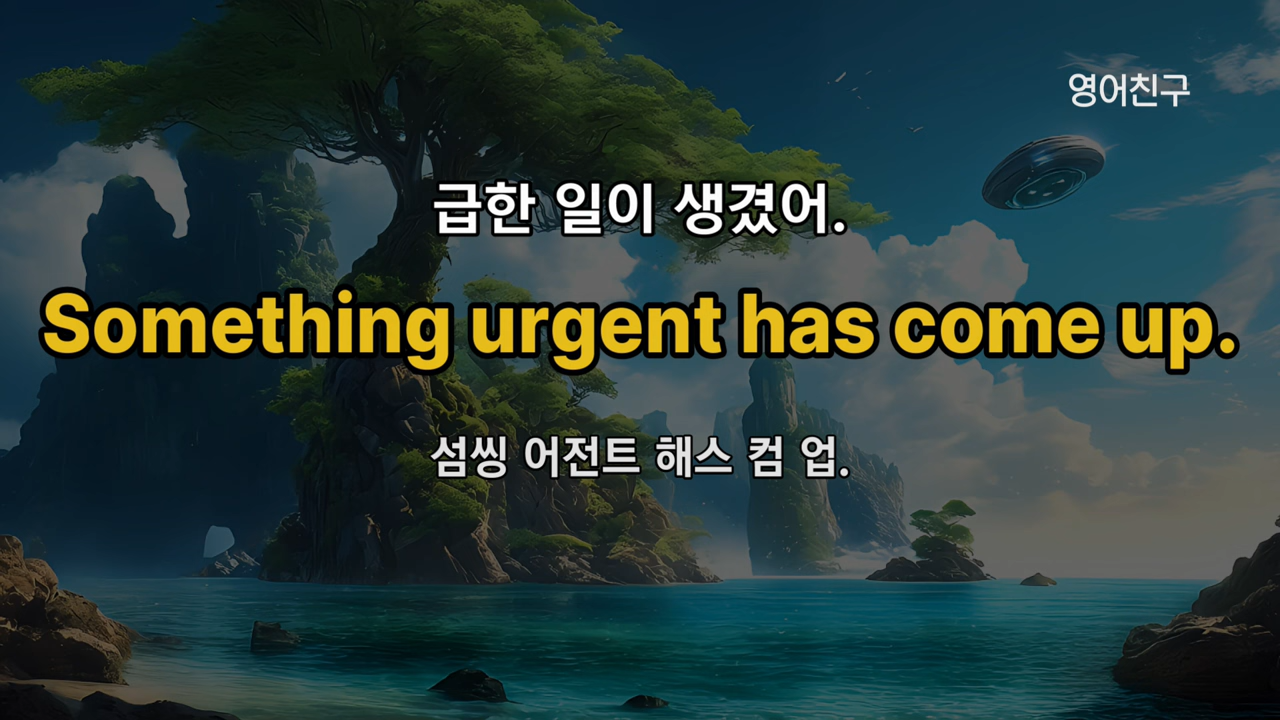 영어친구
급한 일이 생겼어.
Something urgent has come up.
섬씽 어전트 해스 컴 업.